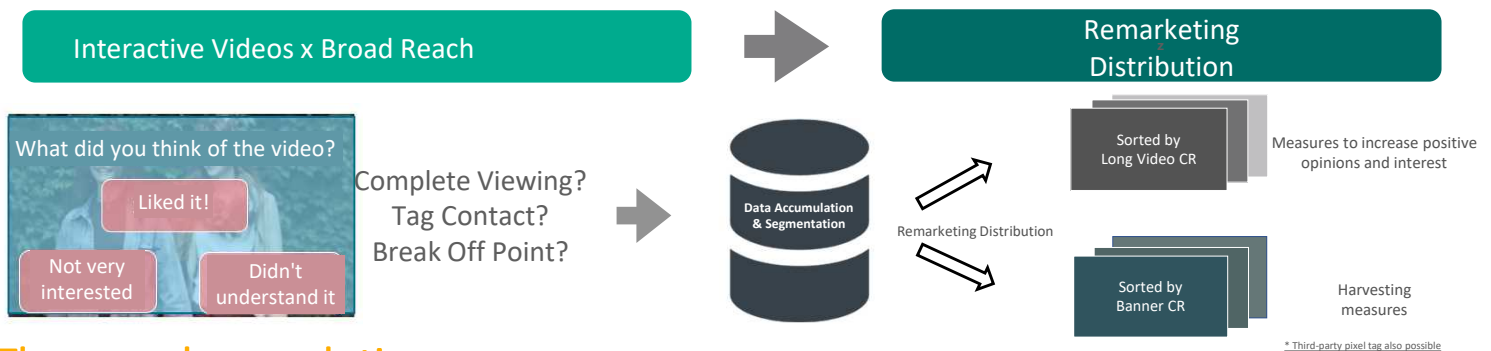 Interactive Videos x Broad Reach
Remarketing
Distribution
What did you think of the video?
Liked it!
Not very
interested
Didn't
understand it
Complete Viewing?
Tag Contact?
Break Off Point?
Data Accumulation
& Segmentation
Remarketing Distribution
Sorted by
Long Video CR
Measures to increase positive
opinions and interest
Sorted by
Banner CR
Harvesting
measures
* Third-party pixel tag also possible